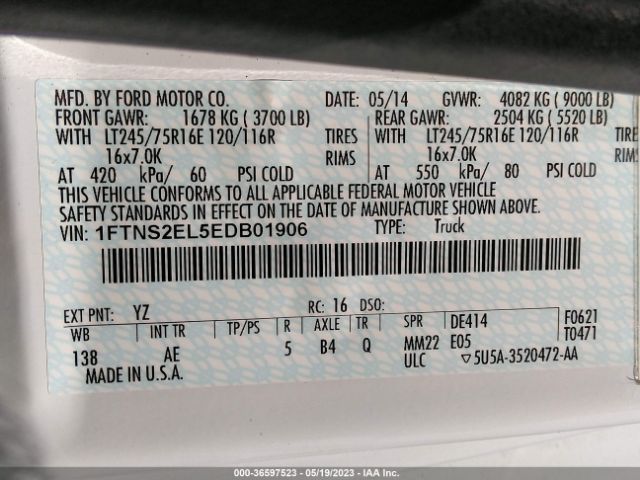 MFD. BY FORD MOTOR CO. DATE: 05/14 GVWR: 4082 KG ( 9000 LB)
FRONT GAWR: 1678 KG ( 3700 LB) REAR GAWR: 2504 KG ( 5520 LB)
WITH LT245/75R16E 120/116R TIRES WITH LT245/75R16E 120/116R TIRE
16x7.0K RIMS 16x7.0K RIMS
AT 420 kPa/ 60 PSI COLD AT 550 kPa/ 80 PSI COLD
THIS VEHICLE CONFORMS TO ALL APPLICABLE FEDERAL MOTOR VEHICLE
SAFETY STANDARDS IN EFFECT ON THE DATE OF MANUFACTURE SHOWN ABOVE.
VIN: 1FTNS2EL5EDB01906 TYPE: Truck
EXT PNT: YZ RC: 16 DSO:
WB INT TR TP/PS R AXLE TR SPR DE414 F0621
138 AE 5 B4 Q MM22 E05 T0471
MADE IN U.S.A. ULC ▽5U5A-3520472-AA
000-36597523 - 05/19/2023 - IAA Inc.